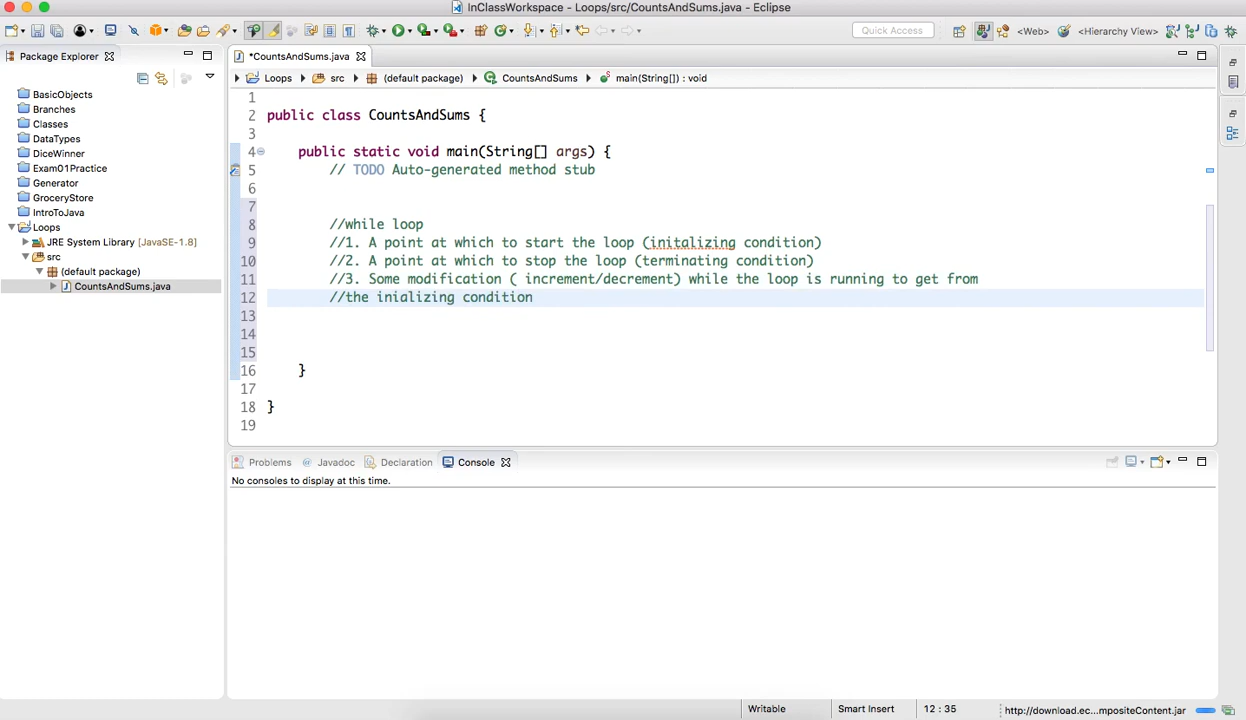 InClassWorkspace - Loops/src/CountsAndSums.java - Eclipse
Quick Access
<Web>
<Hierarchy View>
Package Explorer
BasicObjects
Branches
Classes
DataTypes
DiceWinner
Exam01Practice
Generator
GroceryStore
IntroToJava
Loops
JRE System Library [JavaSE-1.8]
src
(default package)
CountsAndSums.java
*CountsAndSums.java
Loops src (default package) CountsAndSums main(String[]) : void
1
2 public class CountsAndSums {
3
4 public static void main(String[] args) {
5 // TODO Auto-generated method stub
6
7
8 //while loop
9 //1. A point at which to start the loop (initalizing condition)
10 //2. A point at which to stop the loop (terminating condition)
11 //3. Some modification ( increment/decrement) while the loop is running to get from
12 //the inializing condition
13
14
15
16 }
17
18 }
19
Problems @ Javadoc Declaration Console
No consoles to display at this time.
Writable Smart Insert 12 : 35 http://download.ec...mpositeContent.jar